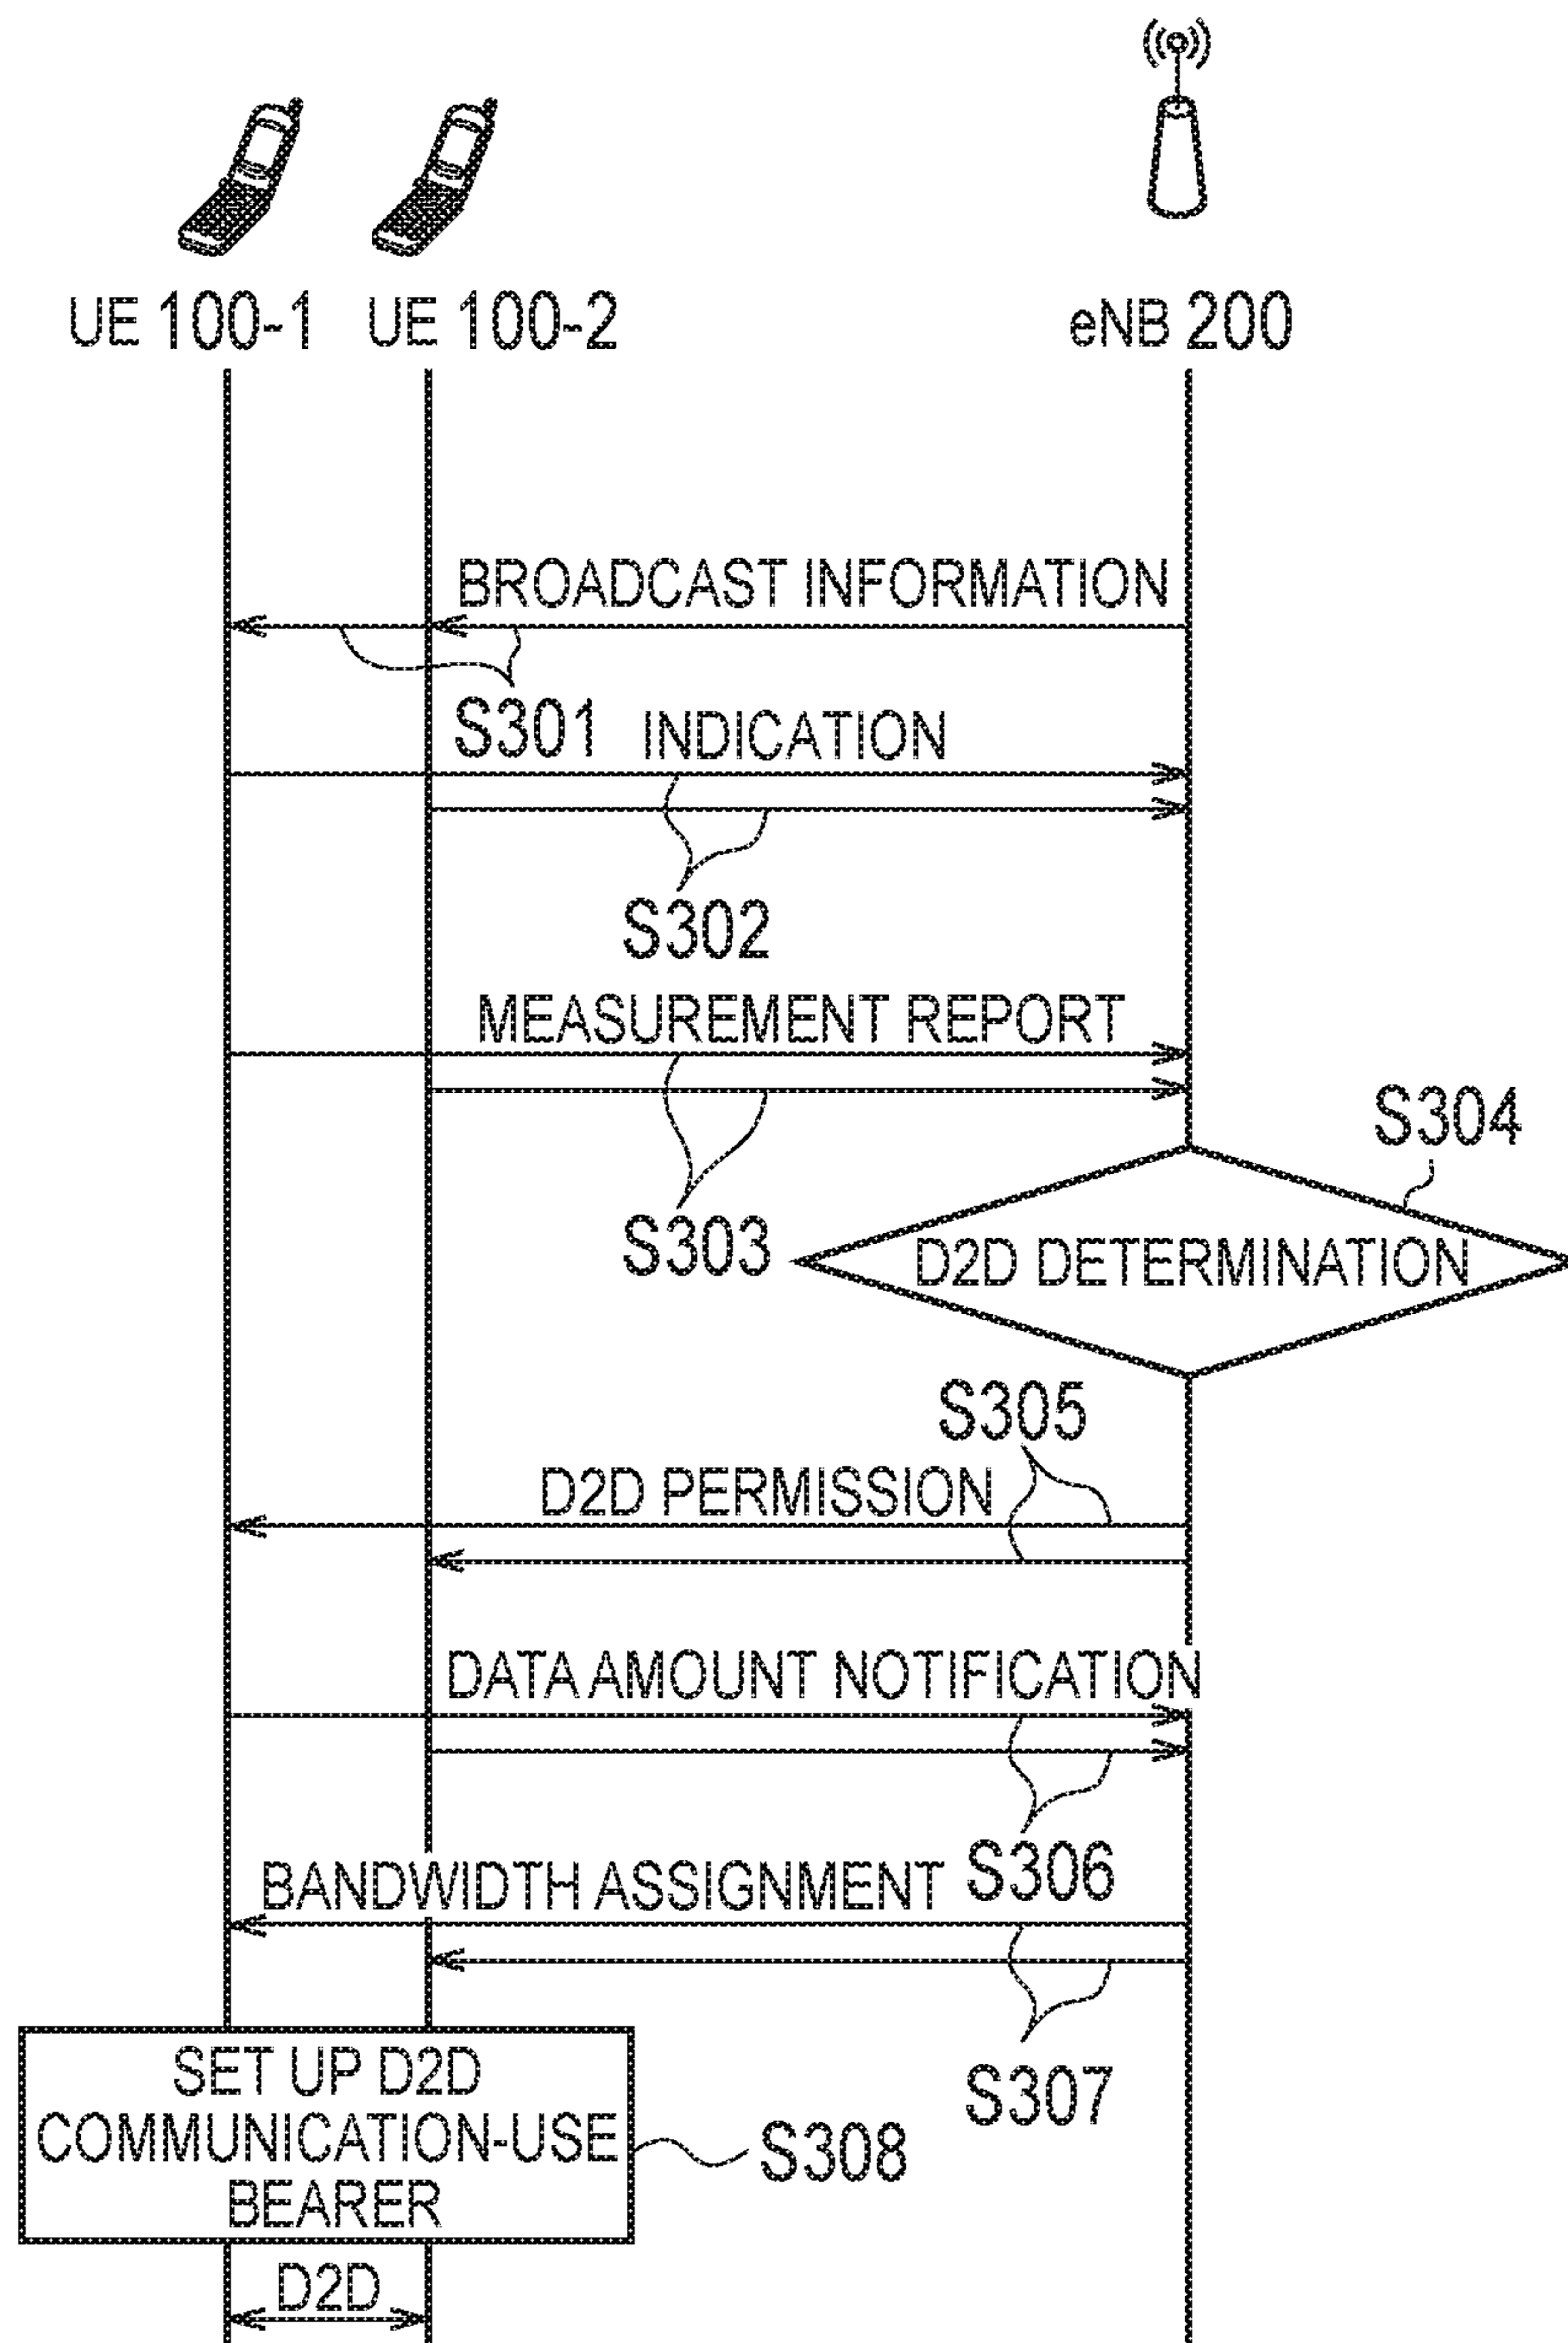 UE 100-1
UE 100-2
eNB 200
BROADCAST INFORMATION
S301
INDICATION
S302
MEASUREMENT REPORT
S303
S304
D2D DETERMINATION
S305
D2D PERMISSION
DATA AMOUNT NOTIFICATION
S306
BANDWIDTH ASSIGNMENT
S307
SET UP D2D
COMMUNICATION-USE
BEARER
S308
D2D